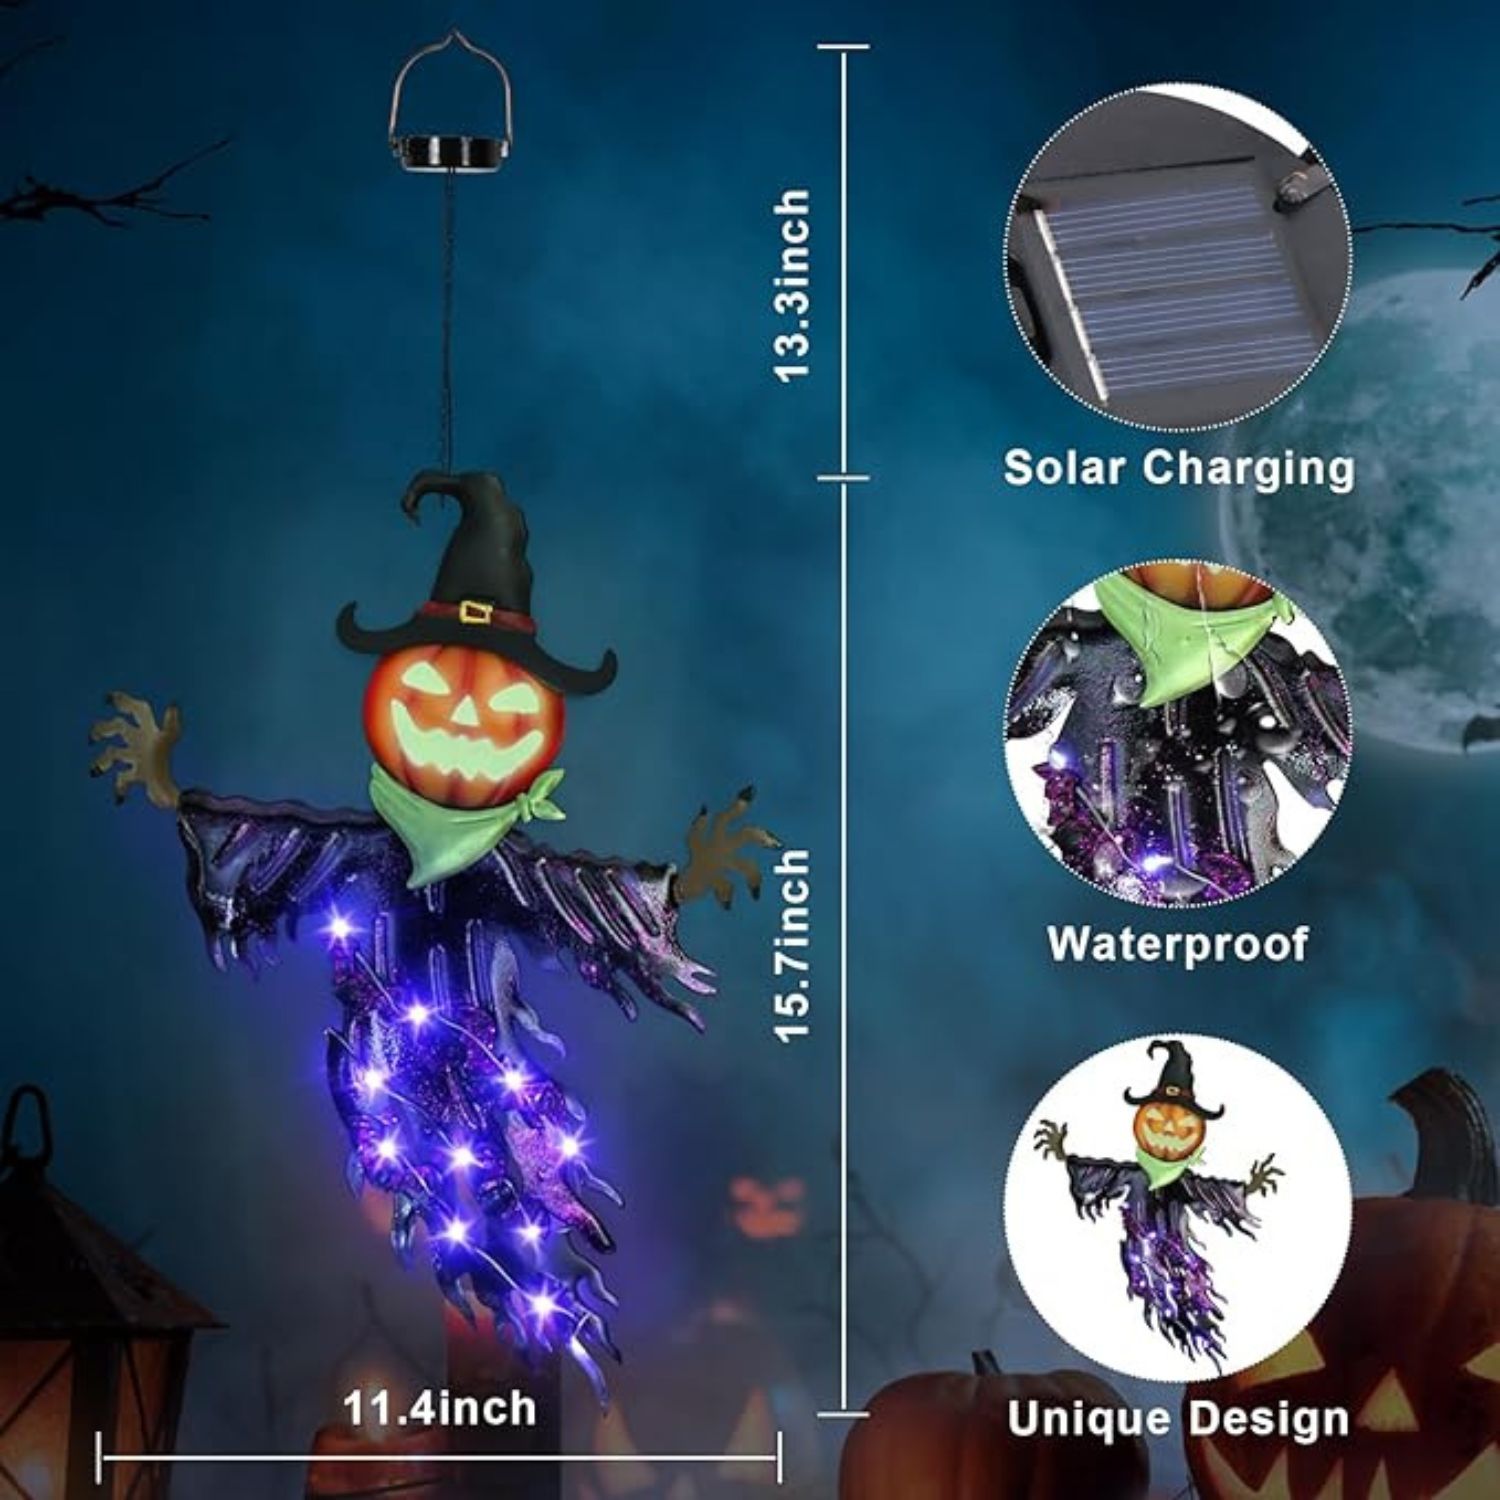 13.3inch
Solar Charging
15.7inch
Waterproof
11.4inch
Unique Design